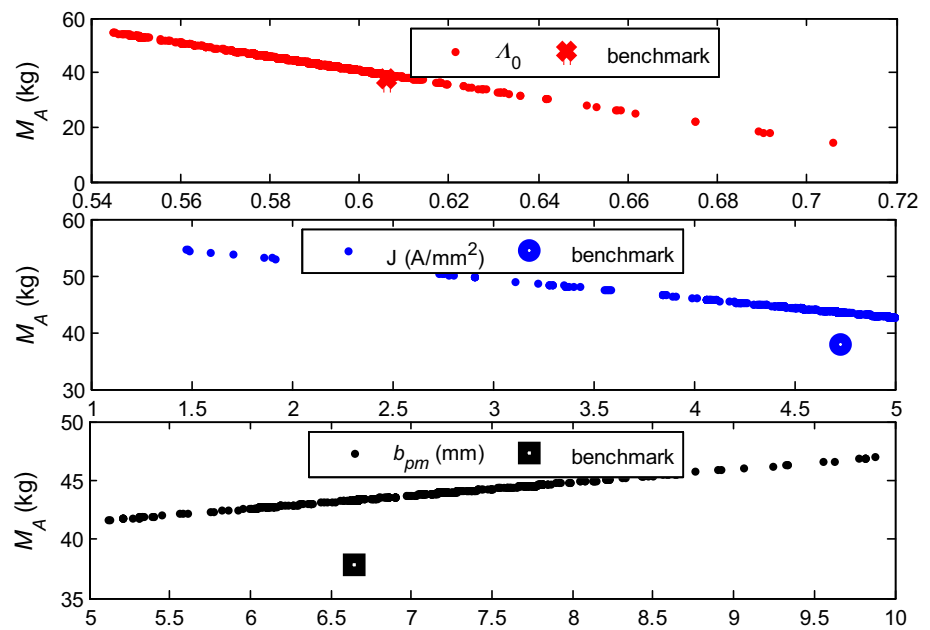 60
40
20
0
M_A (kg)
Λ_0 benchmark
0.54 0.56 0.58 0.6 0.62 0.64 0.66 0.68 0.7 0.72
60
50
40
30
M_A (kg)
J (A/mm²) benchmark
1 1.5 2 2.5 3 3.5 4 4.5 5
50
45
40
35
M_A (kg)
b_pm (mm) benchmark
5 5.5 6 6.5 7 7.5 8 8.5 9 9.5 10